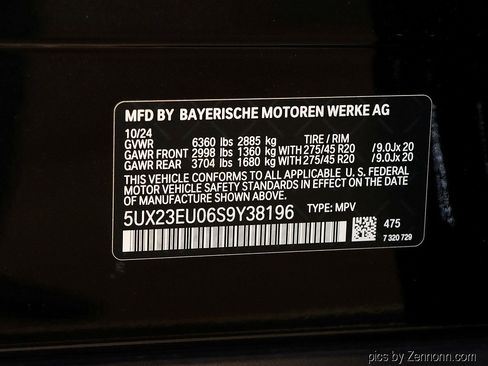 MFD BY BAYERISCHE MOTOREN WERKE AG
10/24
GVWR 6360 lbs 2885 kg TIRE / RIM
GAWR FRONT 2998 lbs 1360 kg WITH 275/45 R20 /9.0Jx 20
GAWR REAR 3704 lbs 1680 kg WITH 275/45 R20 /9.0Jx 20
THIS VEHICLE CONFORMS TO ALL APPLICABLE U. S. FEDERAL
MOTOR VEHICLE SAFETY STANDARDS IN EFFECT ON THE DATE OF
MANUFACTURE SHOWN ABOVE.
5UX23EU06S9Y38196 TYPE: MPV
475
7 320 729
pics by Zennonn.com